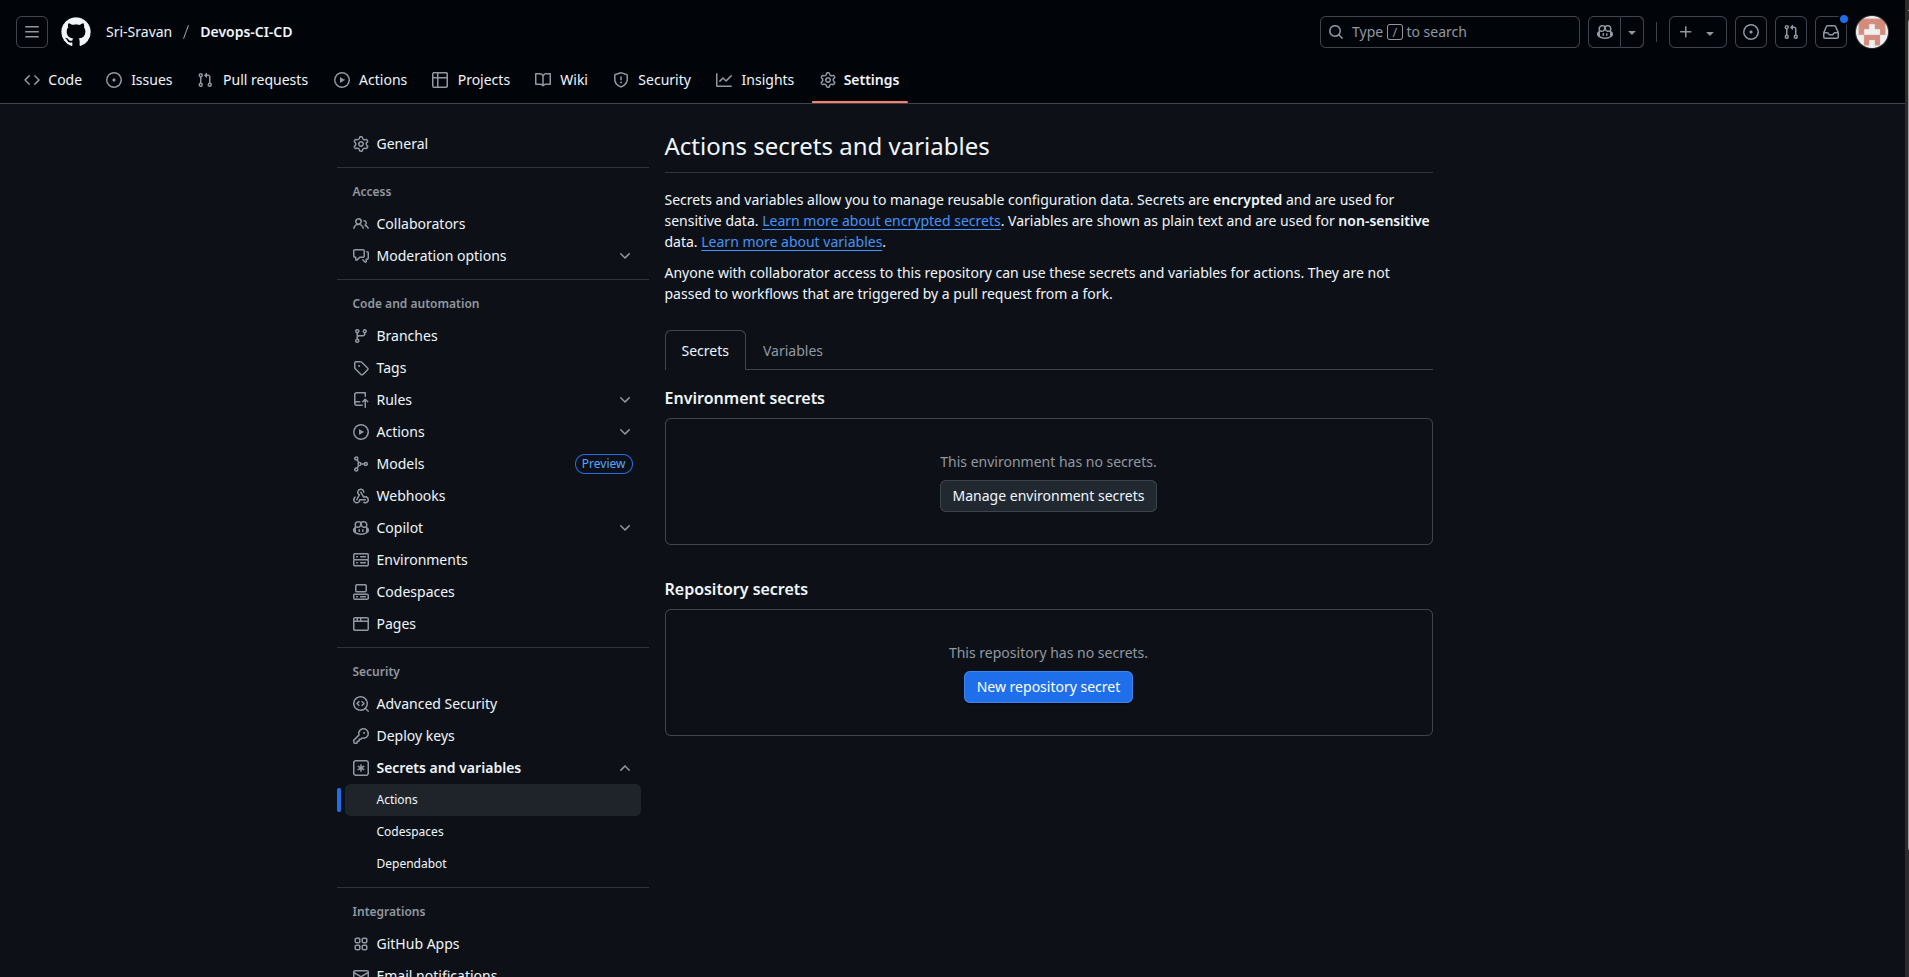 Sri-Sravan / Devops-CI-CD
Type / to search
Code
Issues
Pull requests
Actions
Projects
Wiki
Security
Insights
Settings
General
Access
Collaborators
Moderation options
Code and automation
Branches
Tags
Rules
Actions
Models Preview
Webhooks
Copilot
Environments
Codespaces
Pages
Security
Advanced Security
Deploy keys
Secrets and variables
Actions
Codespaces
Dependabot
Integrations
GitHub Apps
Email notifications
Actions secrets and variables
Secrets and variables allow you to manage reusable configuration data. Secrets are encrypted and are used for
sensitive data. Learn more about encrypted secrets. Variables are shown as plain text and are used for non-sensitive
data. Learn more about variables.
Anyone with collaborator access to this repository can use these secrets and variables for actions. They are not
passed to workflows that are triggered by a pull request from a fork.
Secrets
Variables
Environment secrets
This environment has no secrets.
Manage environment secrets
Repository secrets
This repository has no secrets.
New repository secret